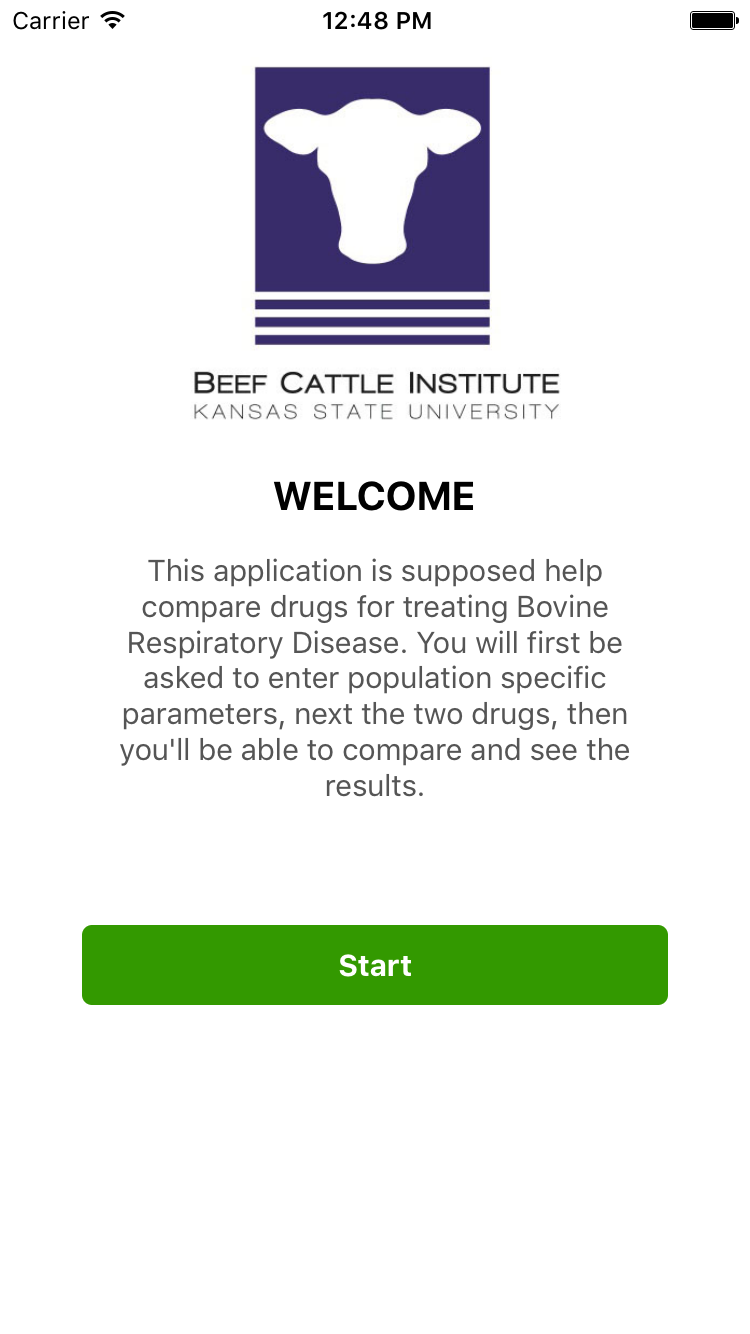 Carrier 12:48 PM
BEEF CATTLE INSTITUTE
KANSAS STATE UNIVERSITY
WELCOME
This application is supposed help
compare drugs for treating Bovine
Respiratory Disease. You will first be
asked to enter population specific
parameters, next the two drugs, then
you'll be able to compare and see the
results.
Start